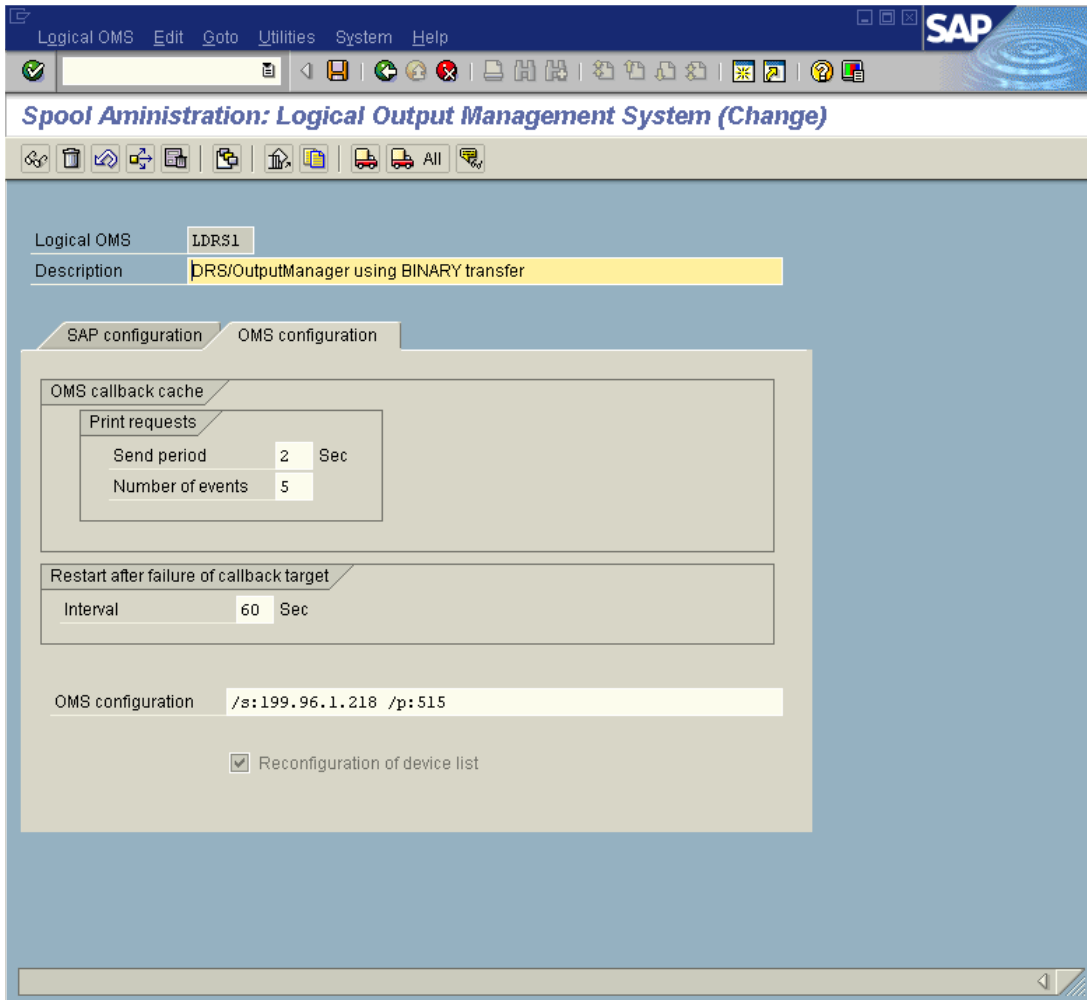 Logical OMS Edit Goto Utilities System Help
SAP
Spool Aministration: Logical Output Management System (Change)
All
Logical OMS LDRS1
Description DRS/OutputManager using BINARY transfer
SAP configuration OMS configuration
OMS callback cache
Print requests
Send period 2 Sec
Number of events 5
Restart after failure of callback target
Interval 60 Sec
OMS configuration /s:199.96.1.218 /p:515
Reconfiguration of device list